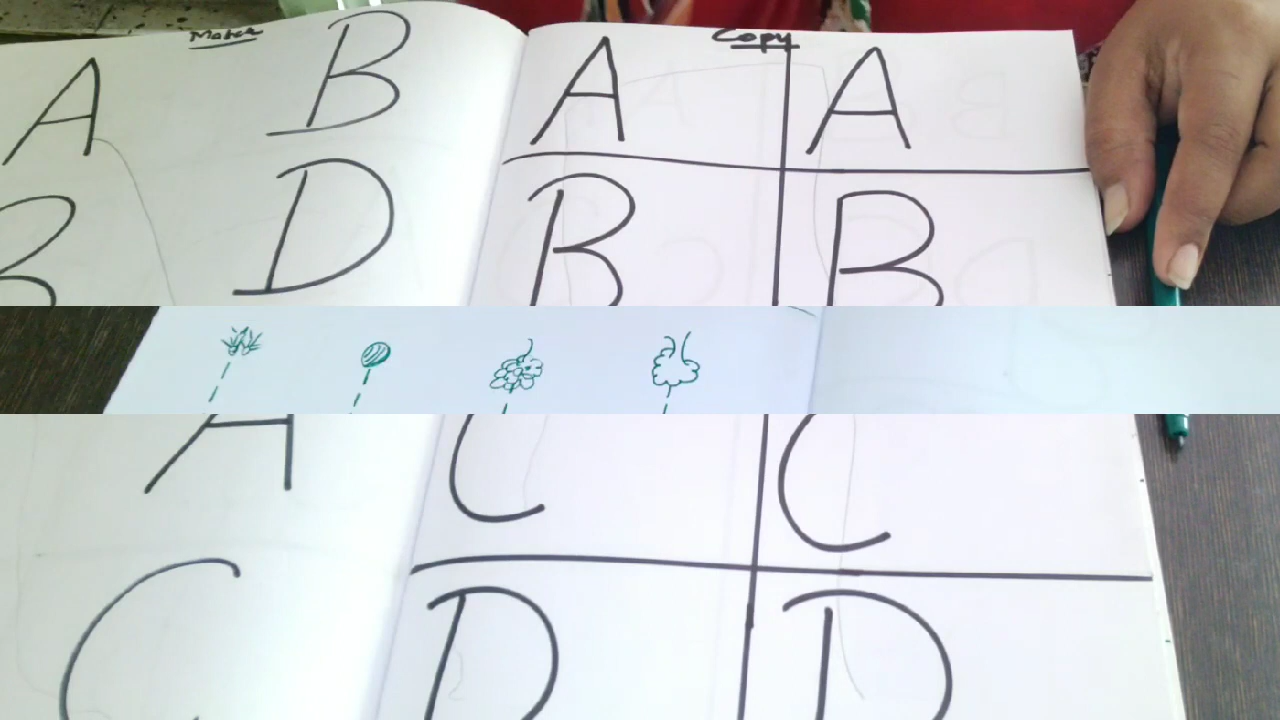 Match
Copy
A B A A
B D B B
A C C
C D D